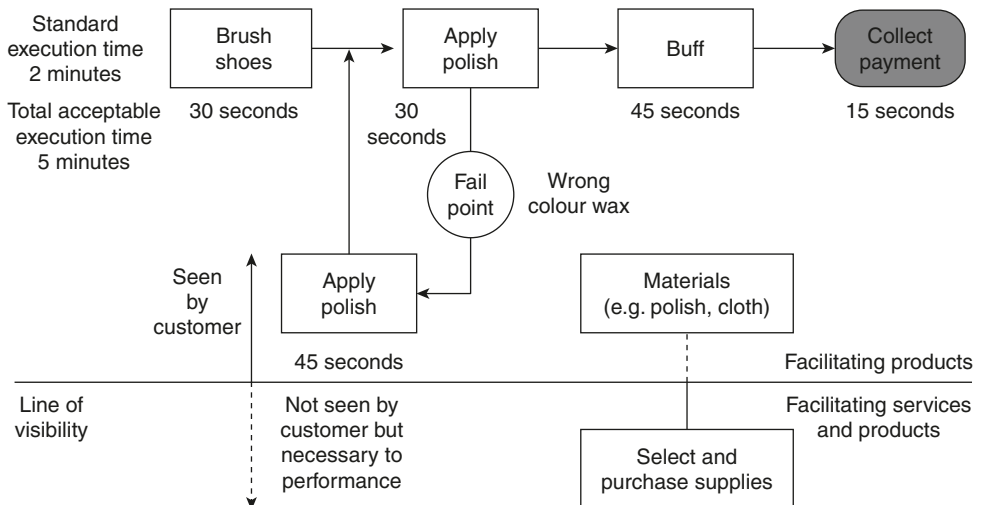 Standard
execution time
2 minutes
Brush
shoes
Apply
polish
Buff
Collect
payment
Total acceptable
execution time
5 minutes
30 seconds
30
seconds
45 seconds
15 seconds
Fail
point
Wrong
colour wax
Seen
by
customer
Apply
polish
45 seconds
Materials
(e.g. polish, cloth)
Facilitating products
Line of
visibility
Not seen by
customer but
necessary to
performance
Facilitating services
and products
Select and
purchase supplies